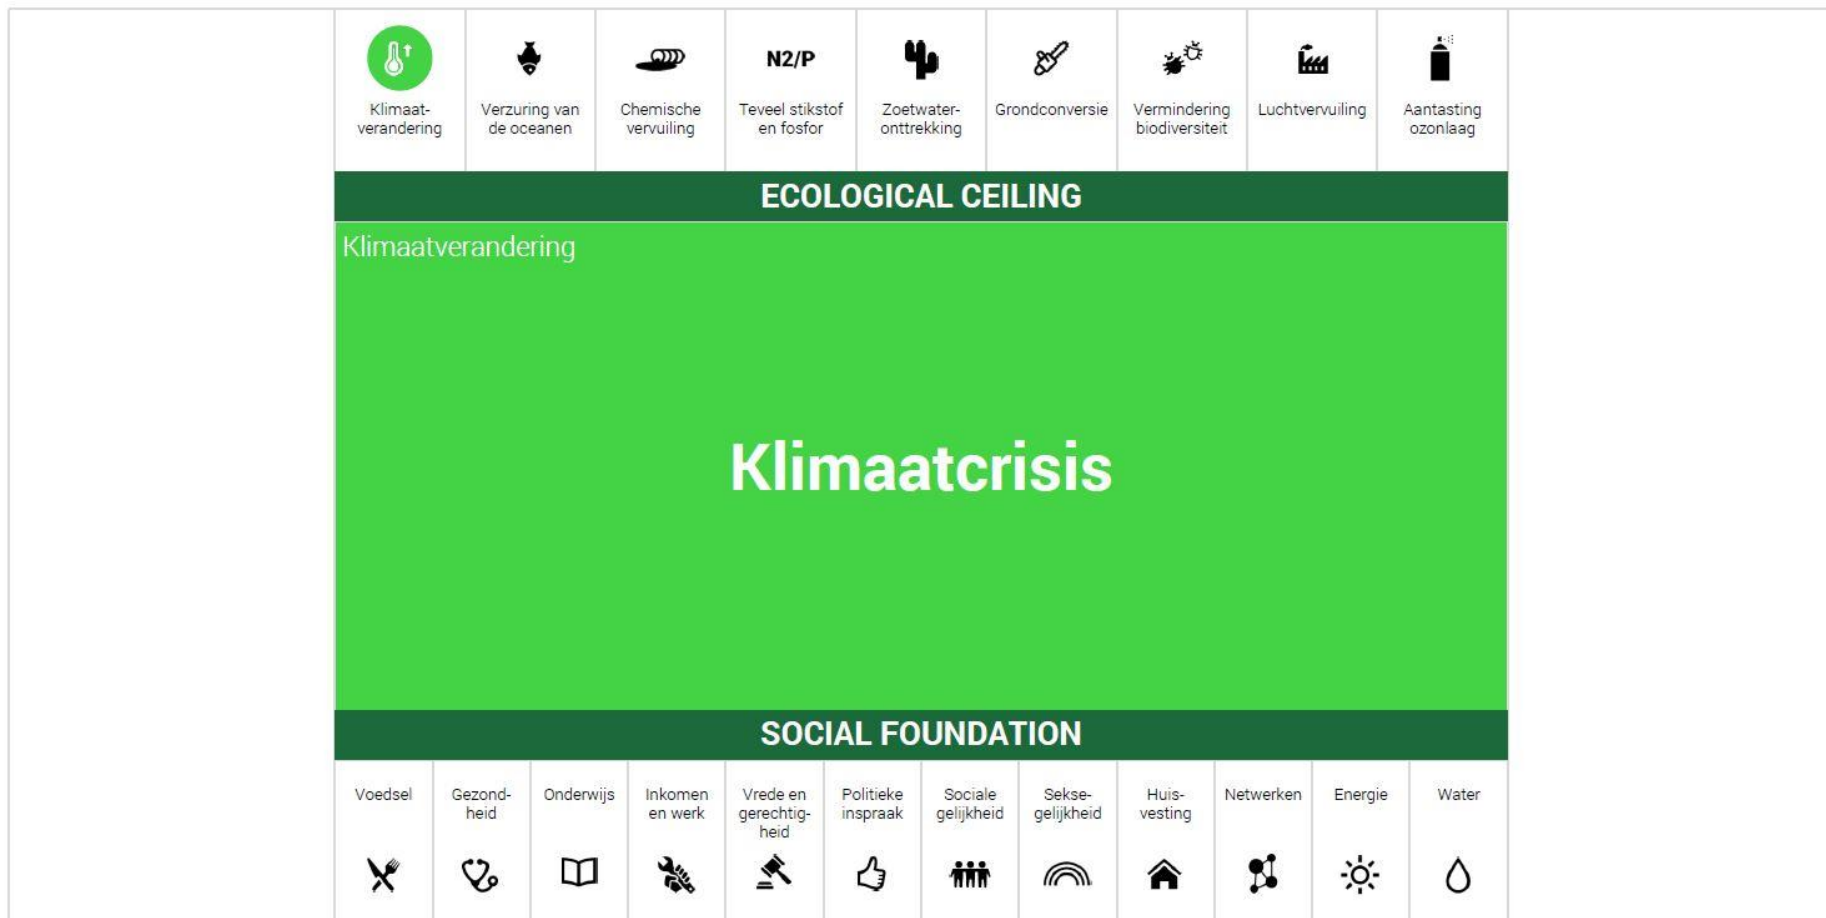 N2/P
Klimaat-
verandering
Verzuring van
de oceanen
Chemische
vervuiling
Teveel stikstof
en fosfor
Zoetwater-
onttrekking
Grondconversie
Vermindering
biodiversiteit
Luchtvervuiling
Aantasting
ozonlaag
ECOLOGICAL CEILING
Klimaatverandering
Klimaatcrisis
SOCIAL FOUNDATION
Voedsel
Gezond-
heid
Onderwijs
Inkomen
en werk
Vrede en
gerechtig-
heid
Politieke
inspraak
Sociale
gelijkheid
Sekse-
gelijkheid
Huis-
vesting
Netwerken
Energie
Water